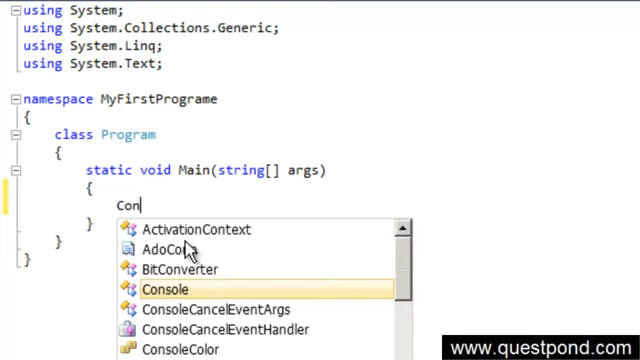 using System;
using System.Collections.Generic;
using System.Linq;
using System.Text;
namespace MyFirstPrograme
{
class Program
{
static void Main(string[] args)
{
Con
}
}
}
ActivationContext
BitConverter
Console
ConsoleCancelEventArgs
ConsoleCancelEventHandler
ConsoleColor
www.questpond.com